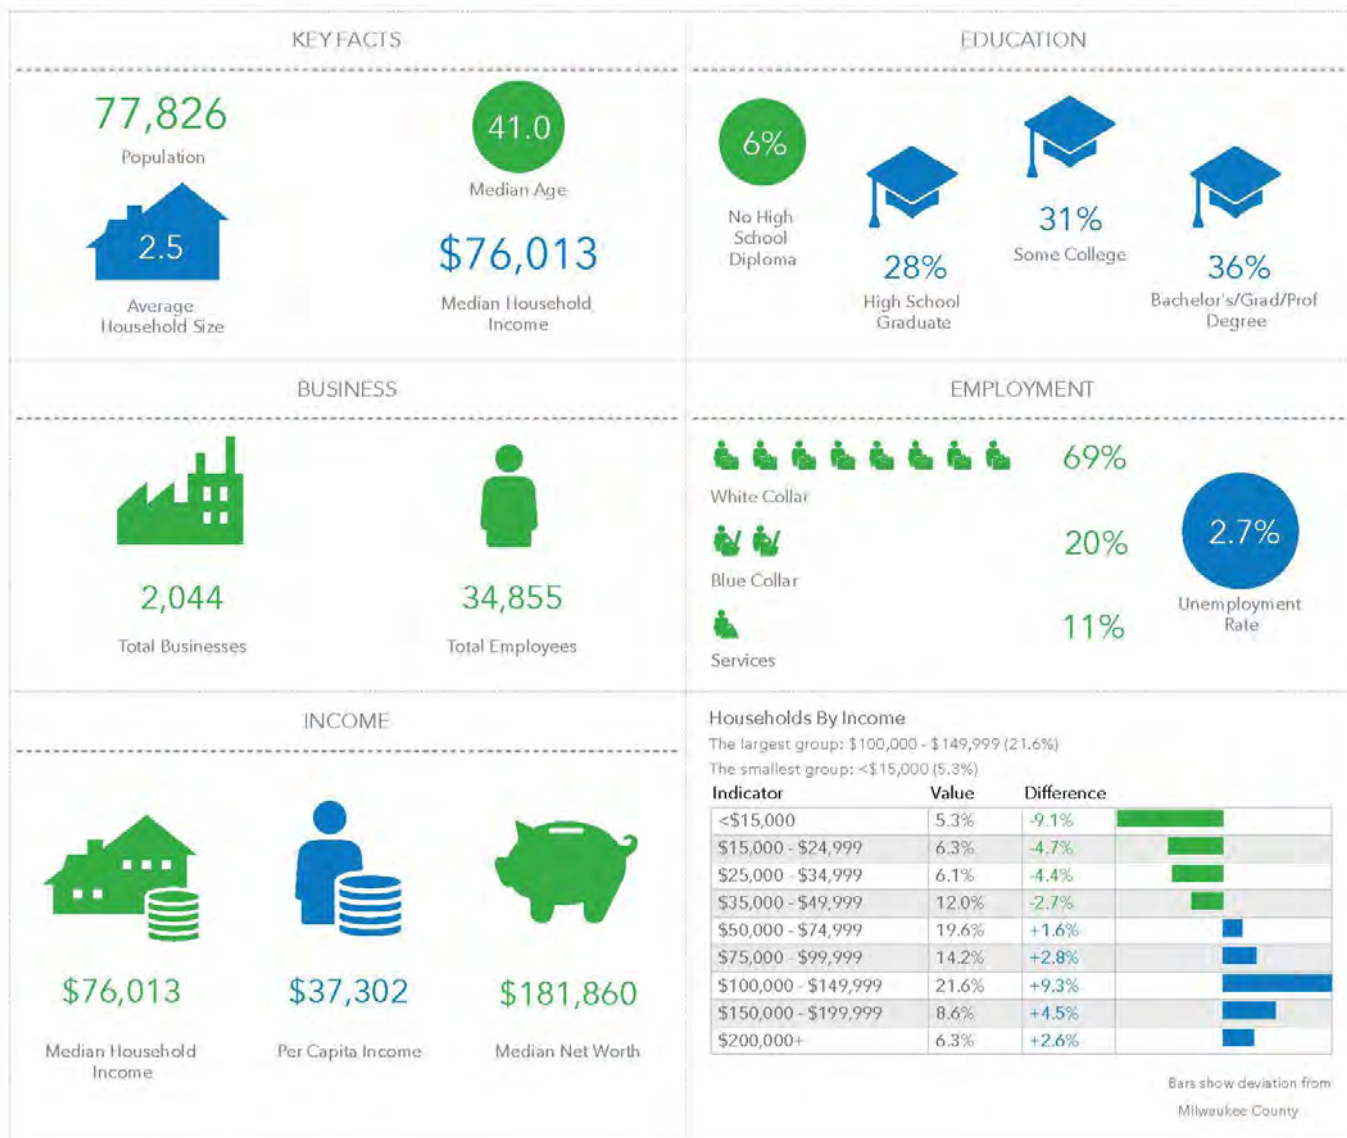 KEY FACTS
77,826
Population
41.0
Median Age
2.5
Average
Household Size
$76,013
Median Household
Income
EDUCATION
6%
No High
School
Diploma
28%
High School
Graduate
31%
Some College
36%
Bachelor's/Grad/Prof
Degree
BUSINESS
2,044
Total Businesses
34,855
Total Employees
EMPLOYMENT
69%
White Collar
20%
Blue Collar
11%
Services
2.7%
Unemployment
Rate
INCOME
$76,013
Median Household
Income
$37,302
Per Capita Income
$181,860
Median Net Worth
Households By Income
The largest group: $100,000 - $149,999 (21.6%)
The smallest group: <$15,000 (5.3%)
Indicator Value Difference
<$15,000 5.3% -9.1%
$15,000 - $24,999 6.3% -4.7%
$25,000 - $34,999 6.1% -4.4%
$35,000 - $49,999 12.0% -2.7%
$50,000 - $74,999 19.6% +1.6%
$75,000 - $99,999 14.2% +2.8%
$100,000 - $149,999 21.6% +9.3%
$150,000 - $199,999 8.6% +4.5%
$200,000+ 6.3% +2.6%
Bars show deviation from
Milwaukee County